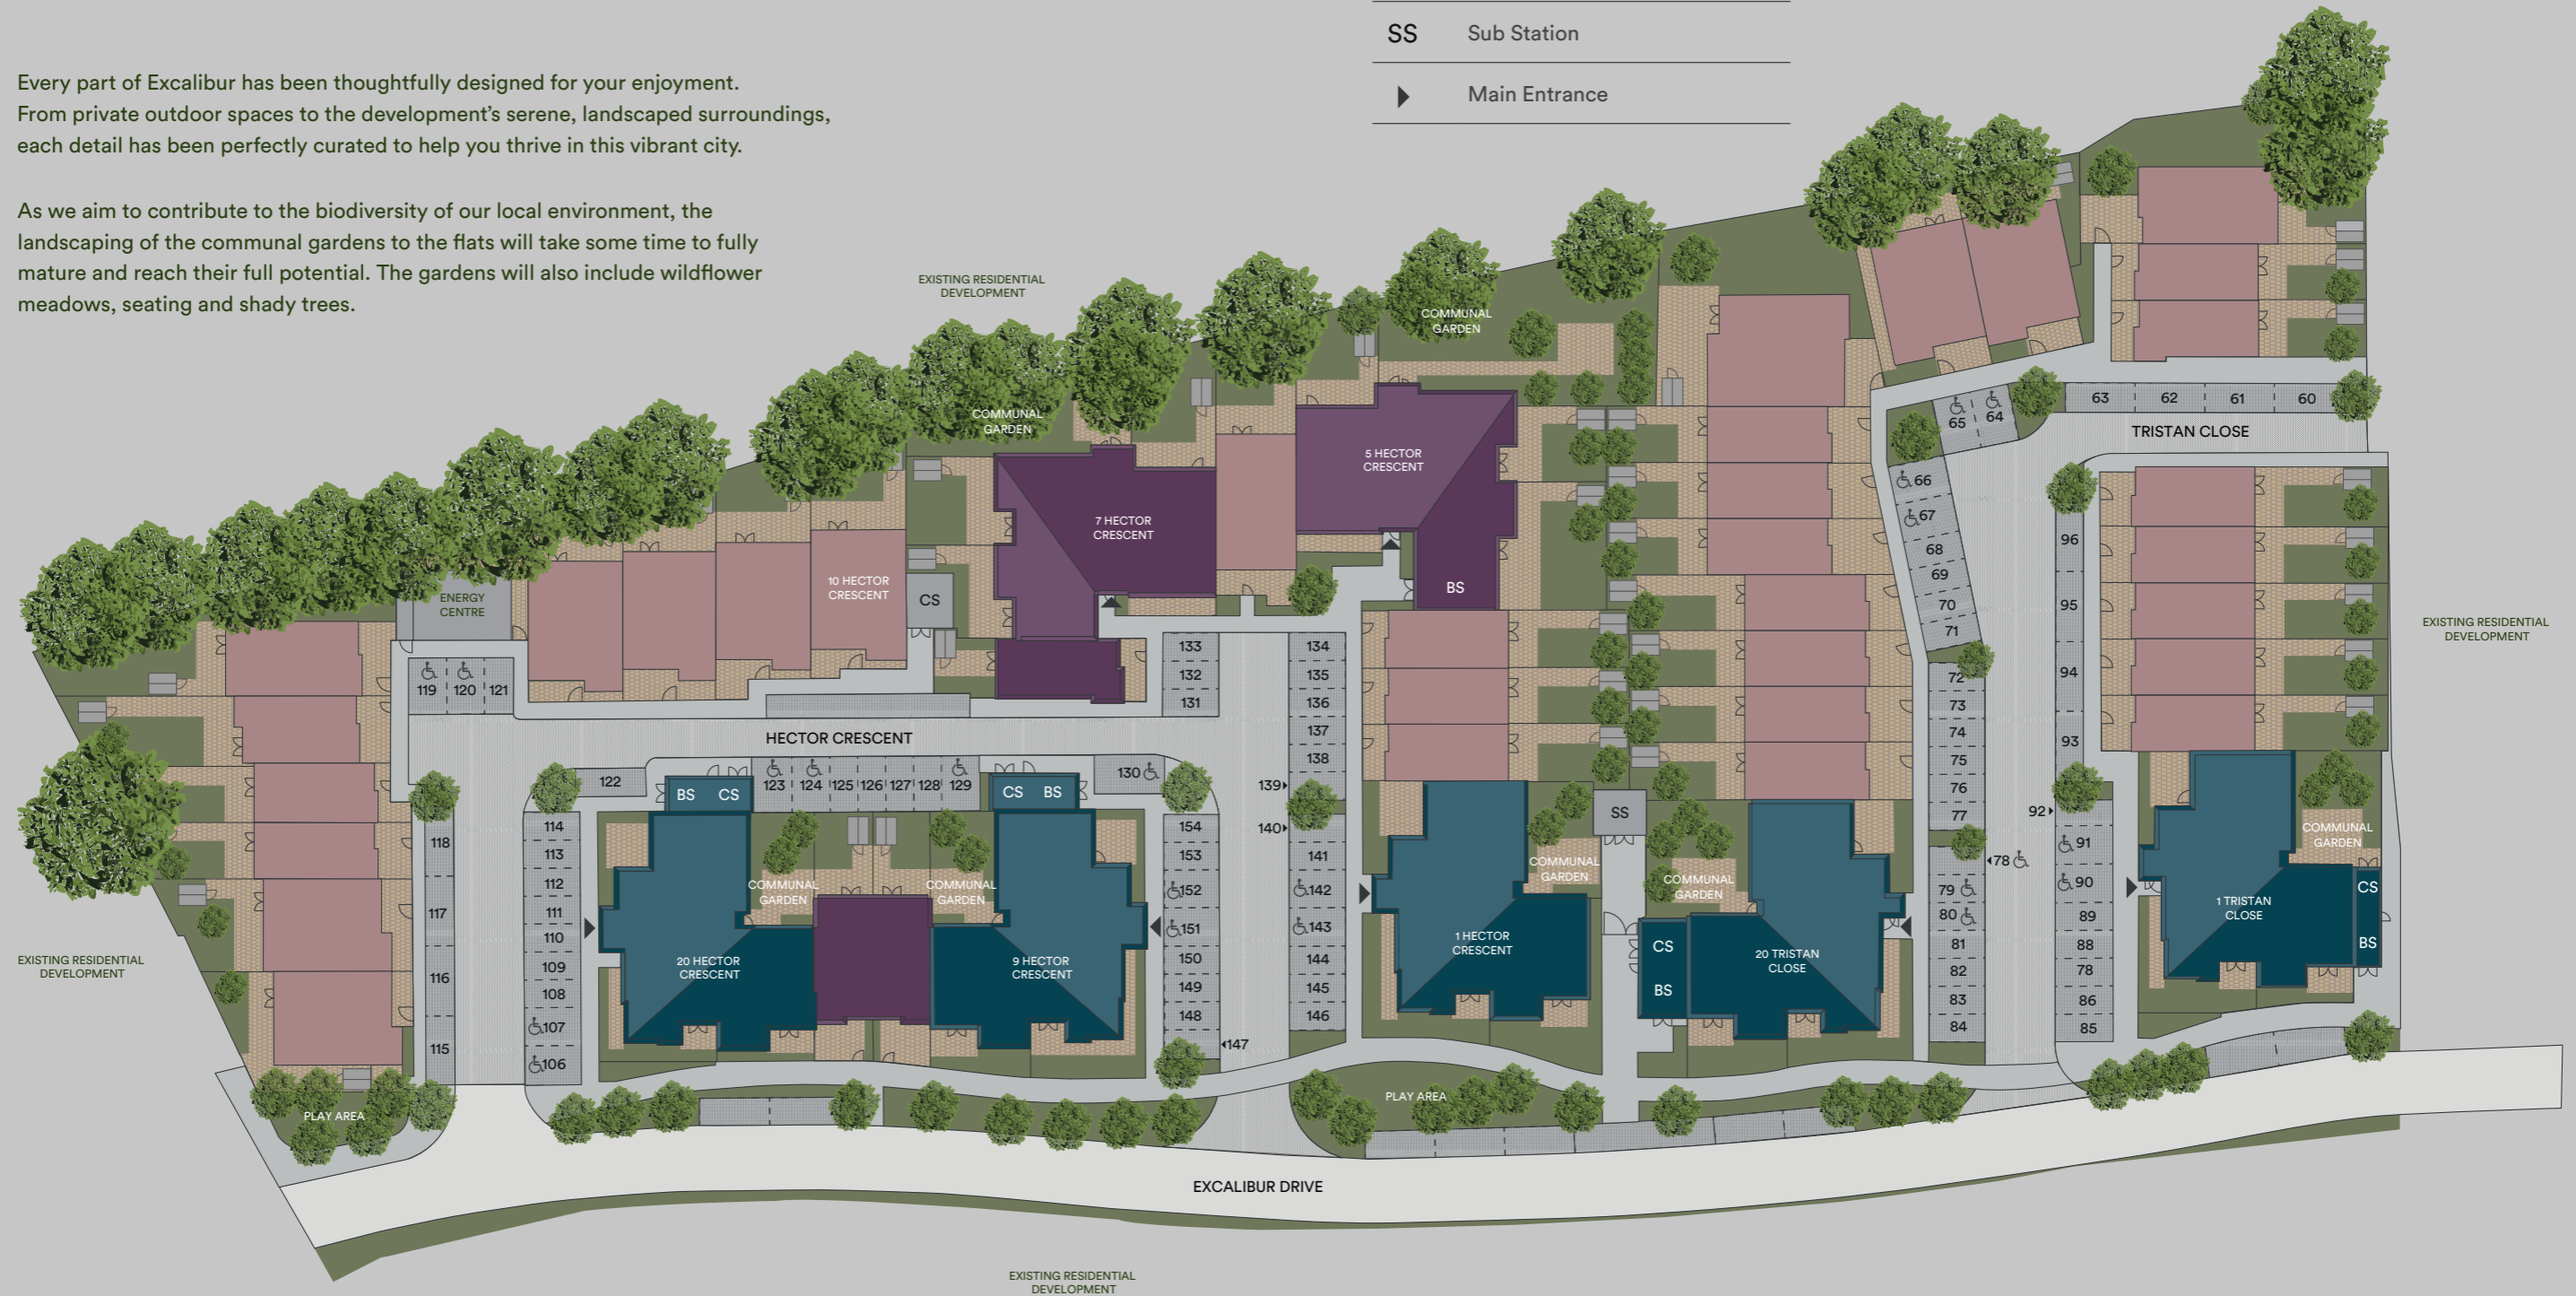 Every part of Excalibur has been thoughtfully designed for your enjoyment.
From private outdoor spaces to the development's serene, landscaped surroundings,
each detail has been perfectly curated to help you thrive in this vibrant city.
As we aim to contribute to the biodiversity of our local environment, the
landscaping of the communal gardens to the flats will take some time to fully
mature and reach their full potential. The gardens will also include wildflower
meadows, seating and shady trees.
SS Sub Station
Main Entrance
EXISTING RESIDENTIAL
DEVELOPMENT
COMMUNAL
GARDEN
COMMUNAL
GARDEN
65 64
63 62 61 60
TRISTAN CLOSE
66
67
68
69
70
71
96
95
94
93
5 HECTOR
CRESCENT
BS
7 HECTOR
CRESCENT
10 HECTOR
CRESCENT
CS
ENERGY
CENTRE
119 120 121
133
132
131
134
135
136
137
138
139
140
72
73
74
75
76
77
EXISTING RESIDENTIAL
DEVELOPMENT
HECTOR CRESCENT
122
BS CS
123 124 125 126 127 128 129
CS BS
130
118
117
116
115
114
113
112
111
110
109
108
107
106
COMMUNAL
GARDEN
COMMUNAL
GARDEN
20 HECTOR
CRESCENT
9 HECTOR
CRESCENT
154
153
152
151
150
149
148
147
141
142
143
144
145
146
SS
COMMUNAL
GARDEN
COMMUNAL
GARDEN
1 HECTOR
CRESCENT
CS
BS
20 TRISTAN
CLOSE
78
79
80
81
82
83
84
92
91
90
89
88
78
86
85
COMMUNAL
GARDEN
1 TRISTAN
CLOSE
CS
BS
EXISTING RESIDENTIAL
DEVELOPMENT
PLAY AREA
PLAY AREA
EXCALIBUR DRIVE
EXISTING RESIDENTIAL
DEVELOPMENT